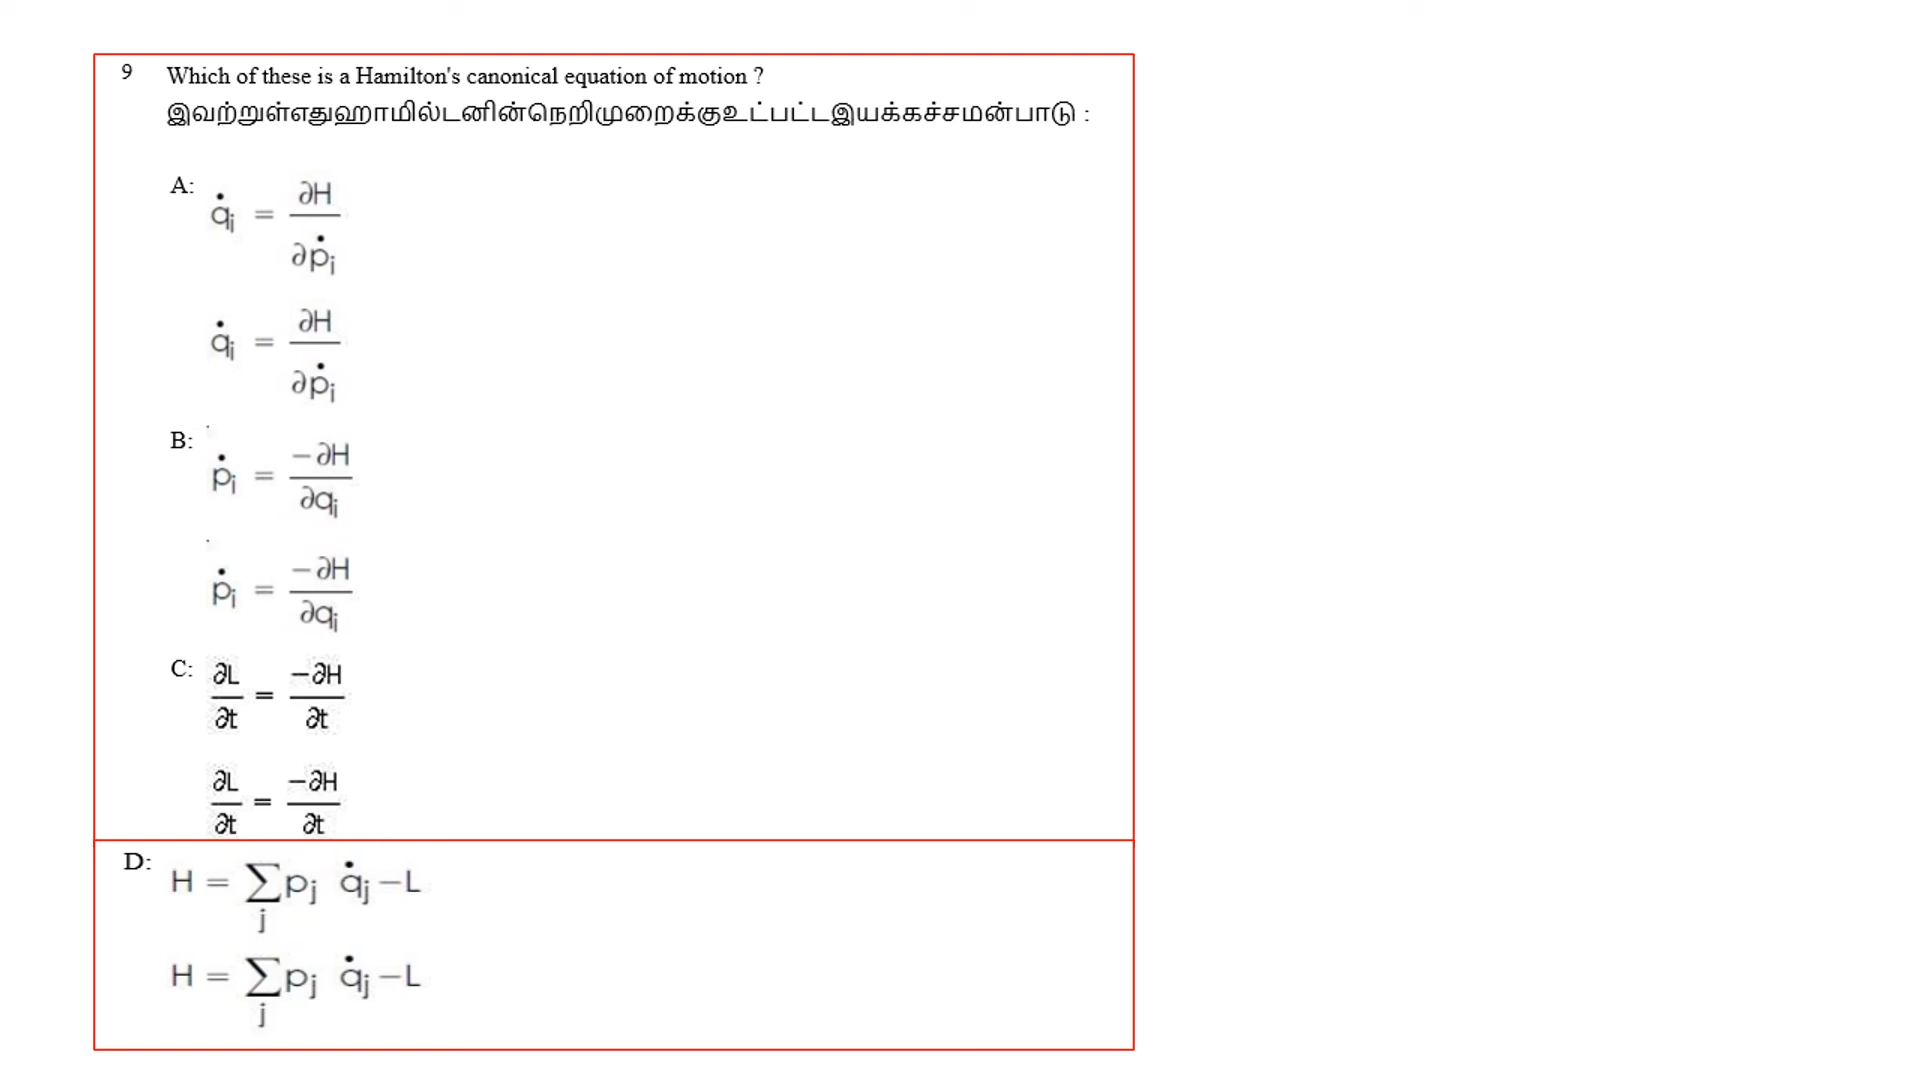 9 Which of these is a Hamilton's canonical equation of motion ?
இவற்றுள்எதுஹாமில்டனின்நெறிமுறைக்குஉட்பட்டஇயக்கச்சமன்பாடு :
A: q̇ᵢ = ∂H / ∂ṗᵢ
q̇ᵢ = ∂H / ∂ṗᵢ
B: ṗᵢ = −∂H / ∂qᵢ
ṗᵢ = −∂H / ∂qᵢ
C: ∂L / ∂t = −∂H / ∂t
∂L / ∂t = −∂H / ∂t
D: H = ∑ⱼ pⱼ q̇ⱼ − L
H = ∑ⱼ pⱼ q̇ⱼ − L